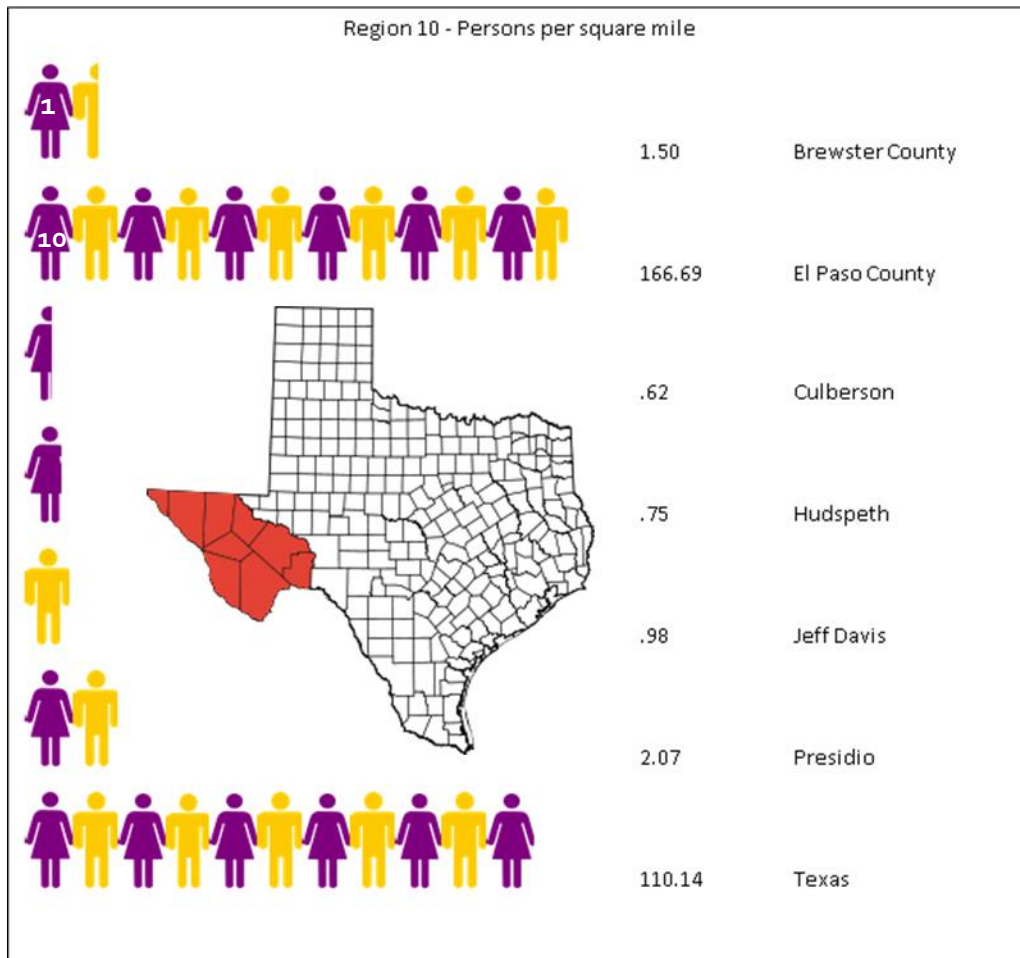 Region 10 - Persons per square mile
1
1.50 Brewster County
10
166.69 El Paso County
.62 Culberson
.75 Hudspeth
.98 Jeff Davis
2.07 Presidio
110.14 Texas